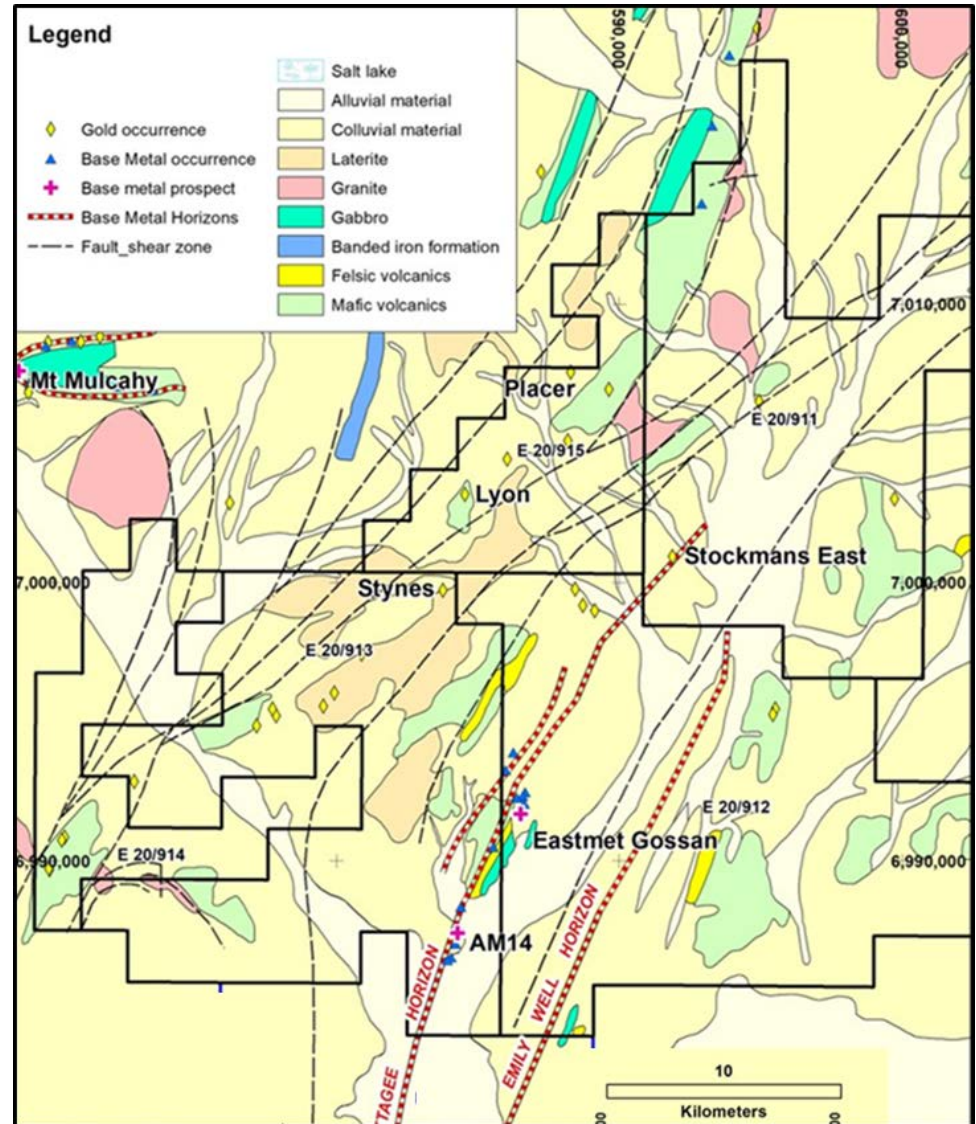 Legend
Gold occurrence
Base Metal occurrence
Base metal prospect
Base Metal Horizons
Fault_shear zone
Salt lake
Alluvial material
Colluvial material
Laterite
Granite
Gabbro
Banded iron formation
Felsic volcanics
Mafic volcanics
590,000
600,000
7,010,000
Mt Mulcahy
Placer
E 20/911
E 20/915
Lyon
Stockmans East
7,000,000
Stynes
7,000,000
E 20/913
E 20/912
Eastmet Gossan
E 20/914
6,990,000
6,990,000
AM14
HORIZON
WELL HORIZON
EMILY
TAGEE
10
Kilometers